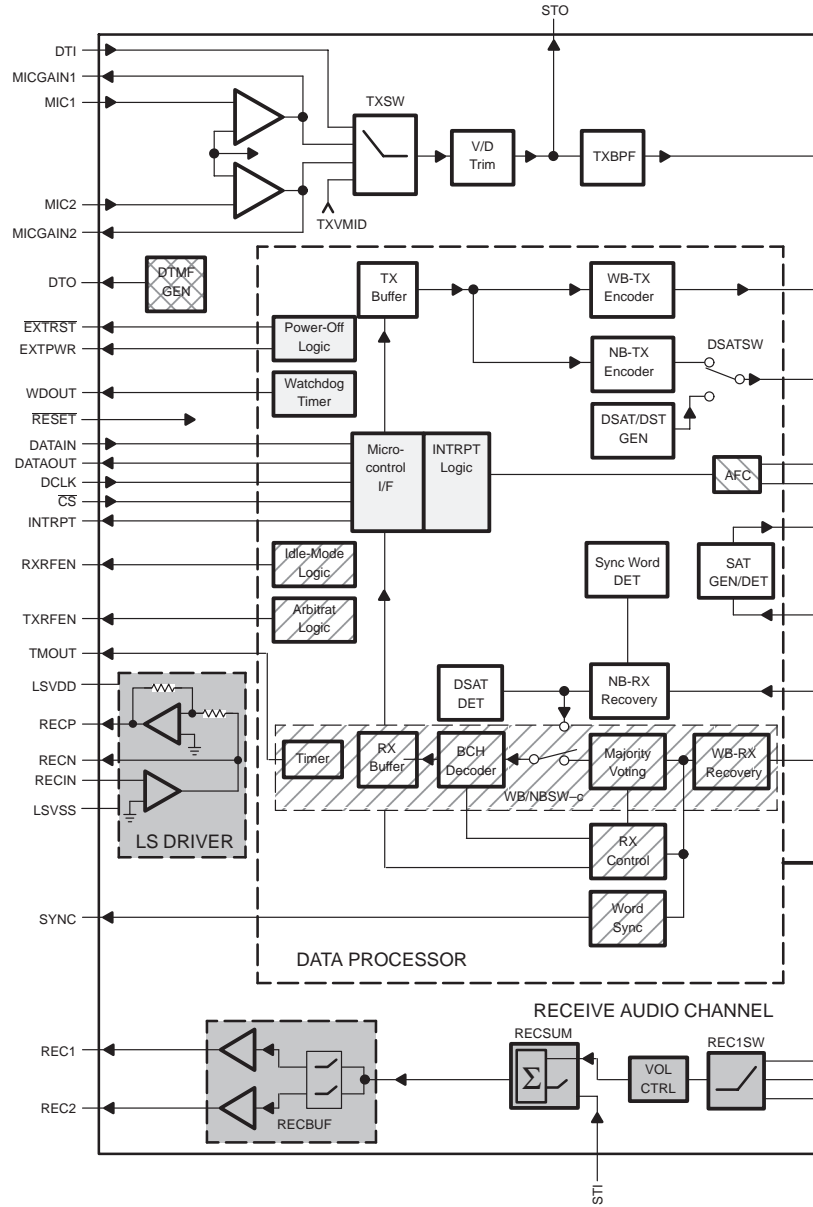 STO
DTI
MICGAIN1
MIC1
TXSW
V/D
Trim
TXBPF
MIC2
TXVMID
MICGAIN2
DTO
DTMF
GEN
TX
Buffer
WB-TX
Encoder
EXTRST
EXTPWR
Power-Off
Logic
NB-TX
Encoder
DSATSW
WDOUT
Watchdog
Timer
RESET
DSAT/DST
GEN
DATAIN
DATAOUT
DCLK
CS
INTRPT
Micro-
control
I/F
INTRPT
Logic
AFC
RXRFEN
Idle-Mode
Logic
Sync Word
DET
SAT
GEN/DET
TXRFEN
Arbitrat
Logic
TMOUT
LSVDD
RECP
RECN
RECIN
LSVSS
LS DRIVER
DSAT
DET
NB-RX
Recovery
Timer
RX
Buffer
BCH
Decoder
Majority
Voting
WB-RX
Recovery
WB/NBSW–c
RX
Control
SYNC
Word
Sync
DATA PROCESSOR
RECEIVE AUDIO CHANNEL
REC1
REC2
RECBUF
RECSUM
Σ
VOL
CTRL
REC1SW
STI